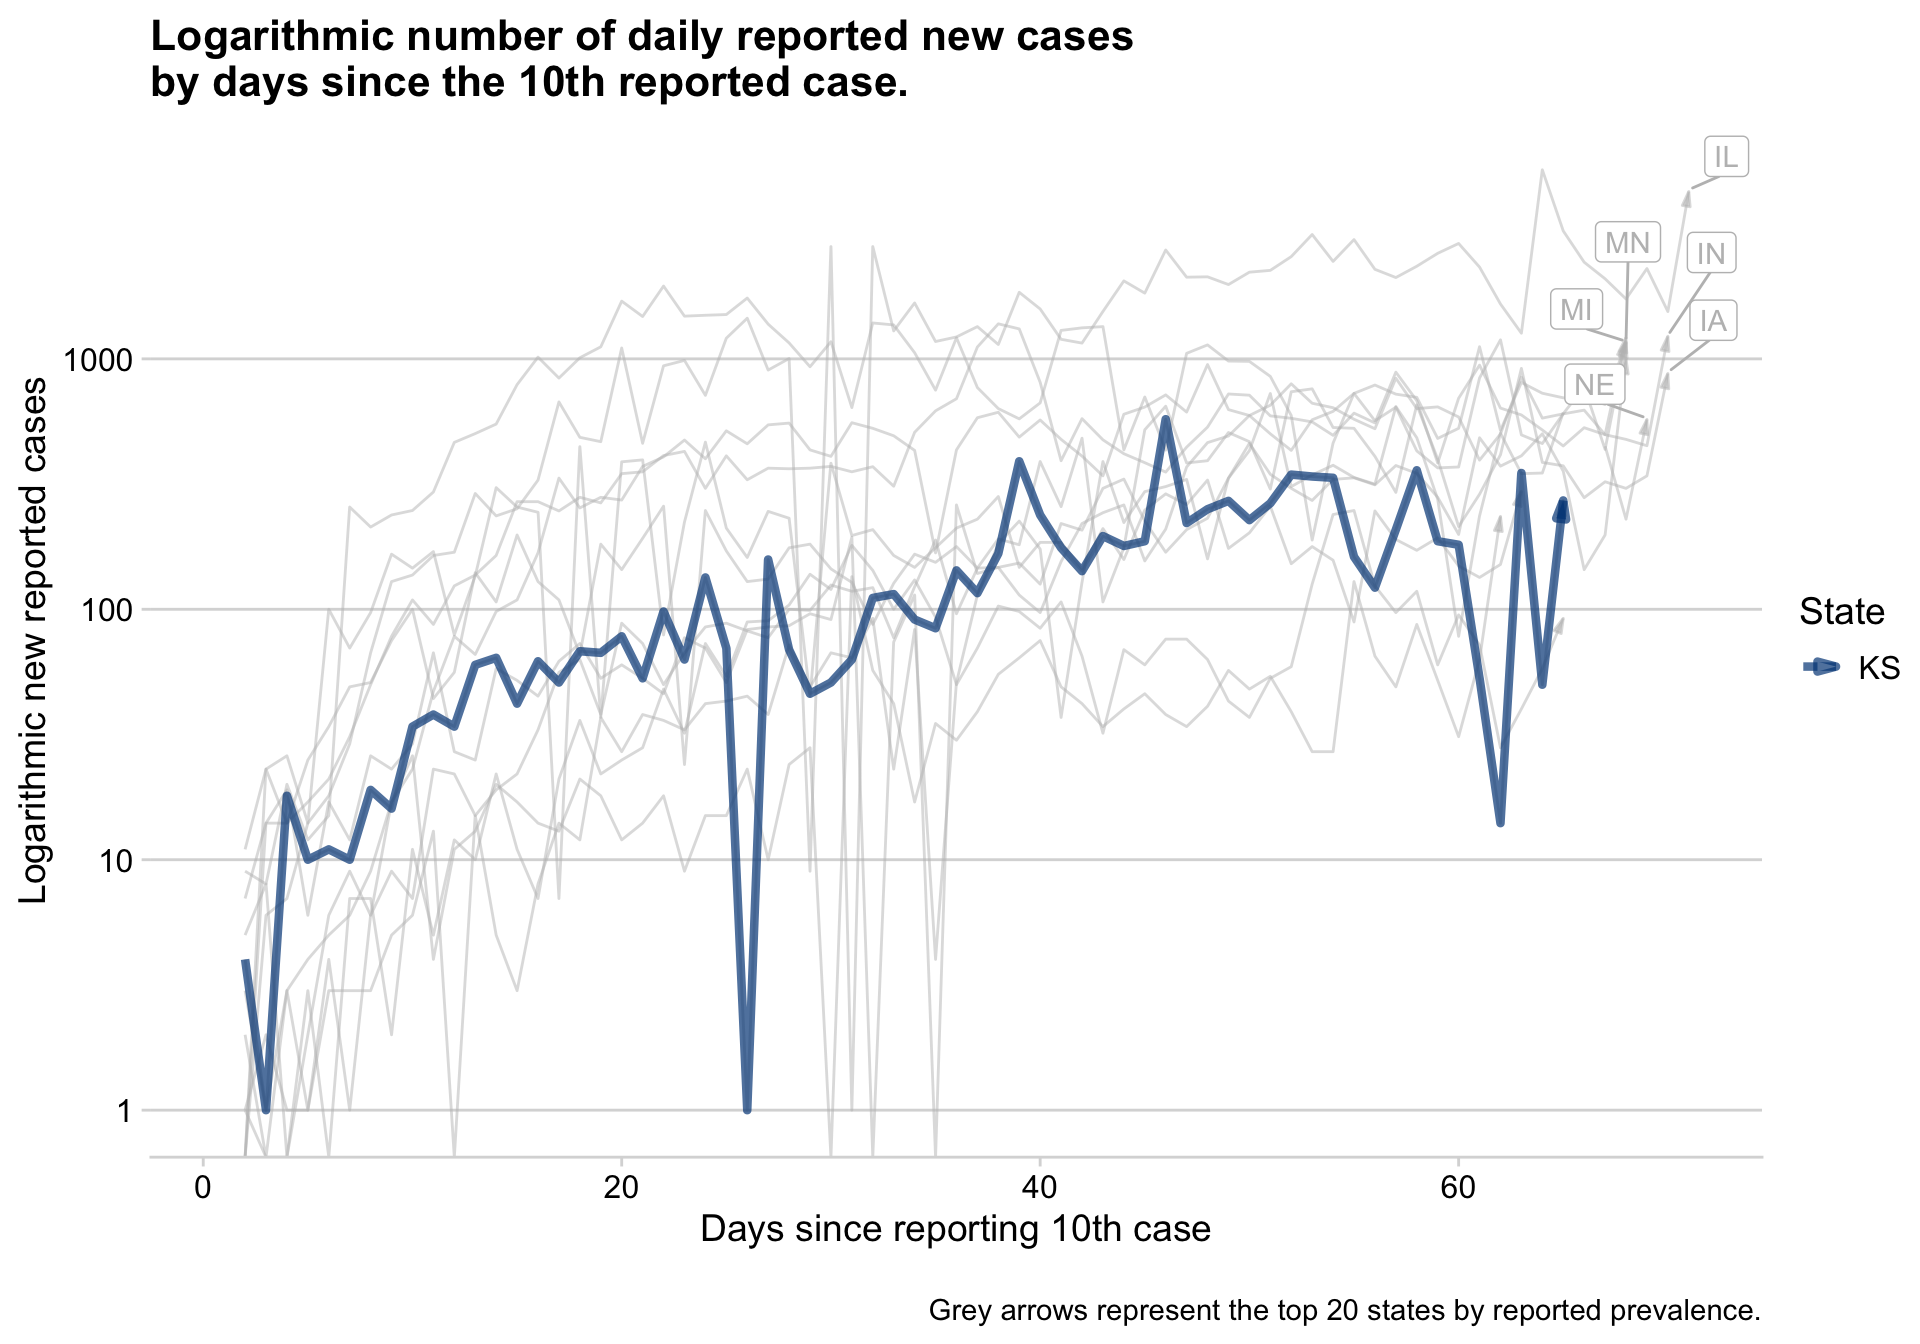 Logarithmic number of daily reported new cases
by days since the 10th reported case.
IL
MN
IN
MI
IA
NE
1000
100
10
1
Logarithmic new reported cases
0
20
40
60
Days since reporting 10th case
State
KS
Grey arrows represent the top 20 states by reported prevalence.